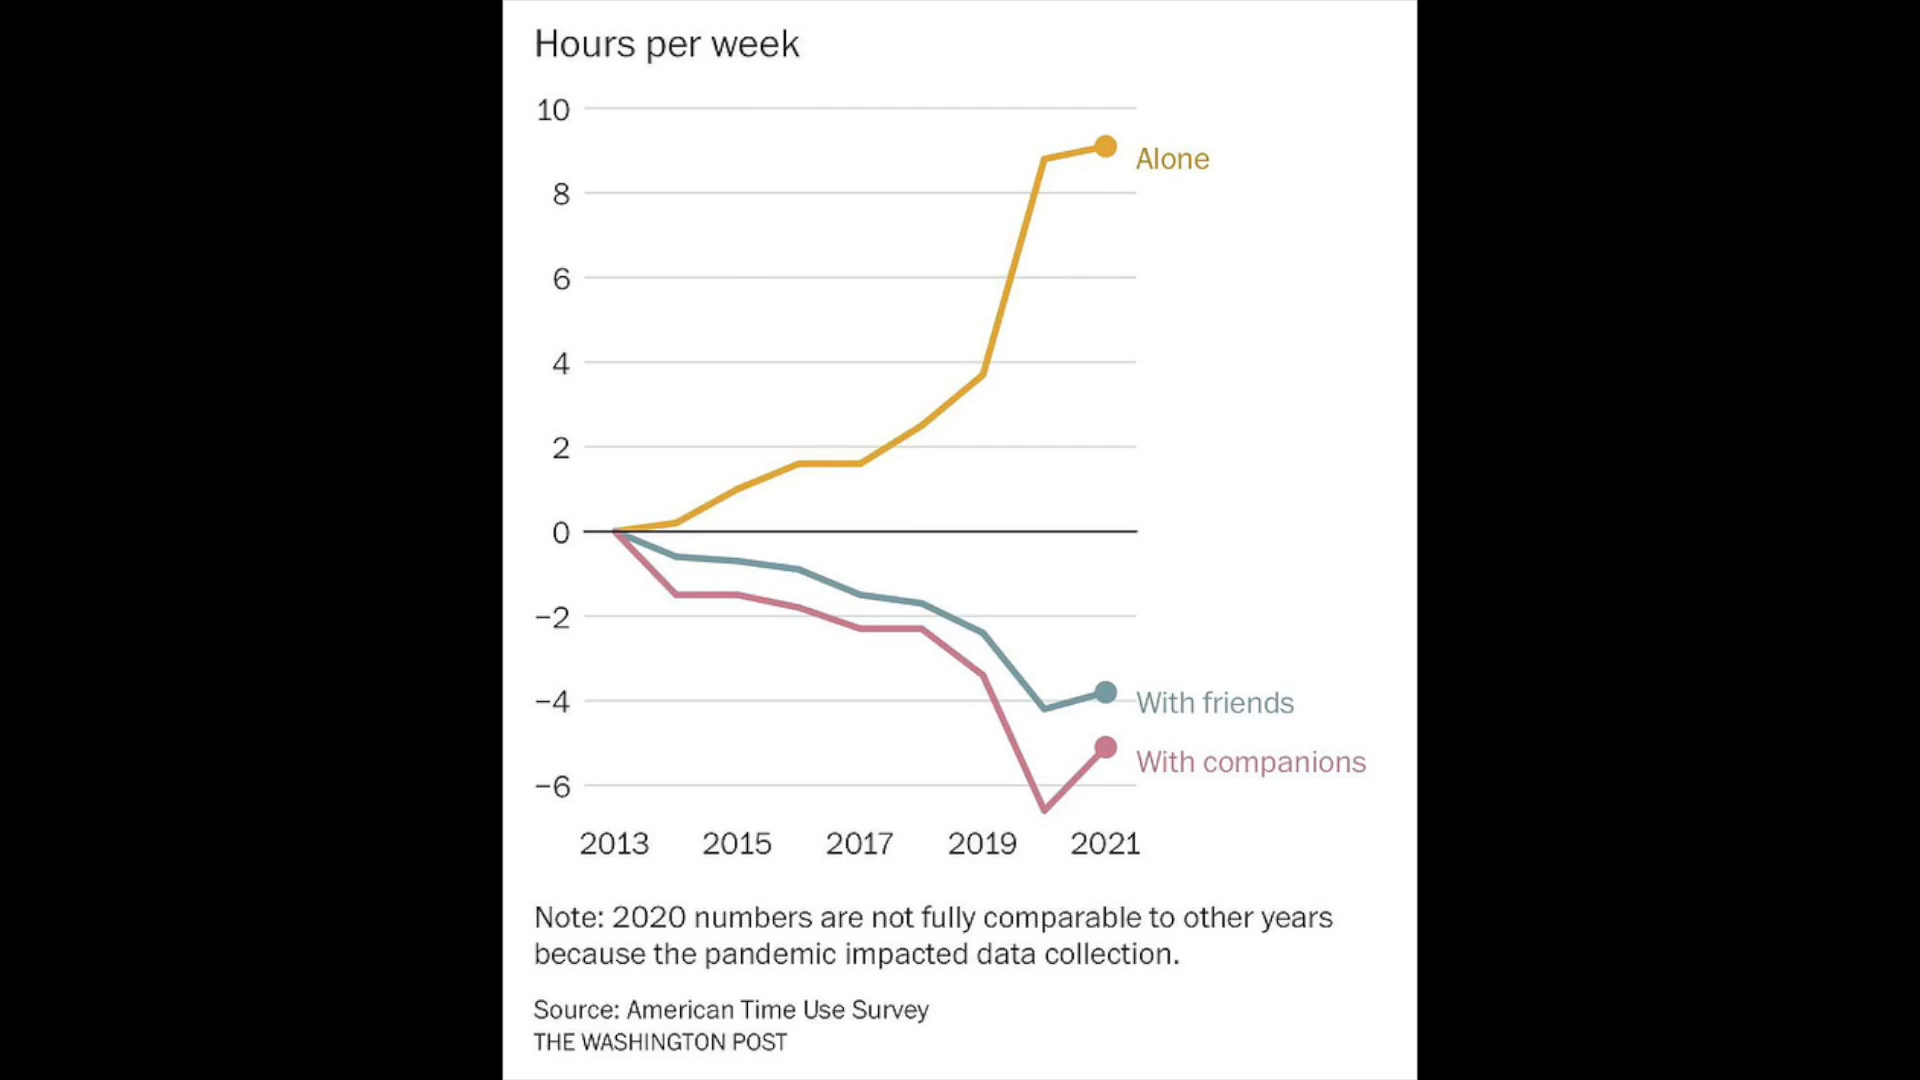 Hours per week
10
Alone
8
6
4
2
0
−2
−4
With friends
With companions
−6
2013 2015 2017 2019 2021
Note: 2020 numbers are not fully comparable to other years
because the pandemic impacted data collection.
Source: American Time Use Survey
THE WASHINGTON POST